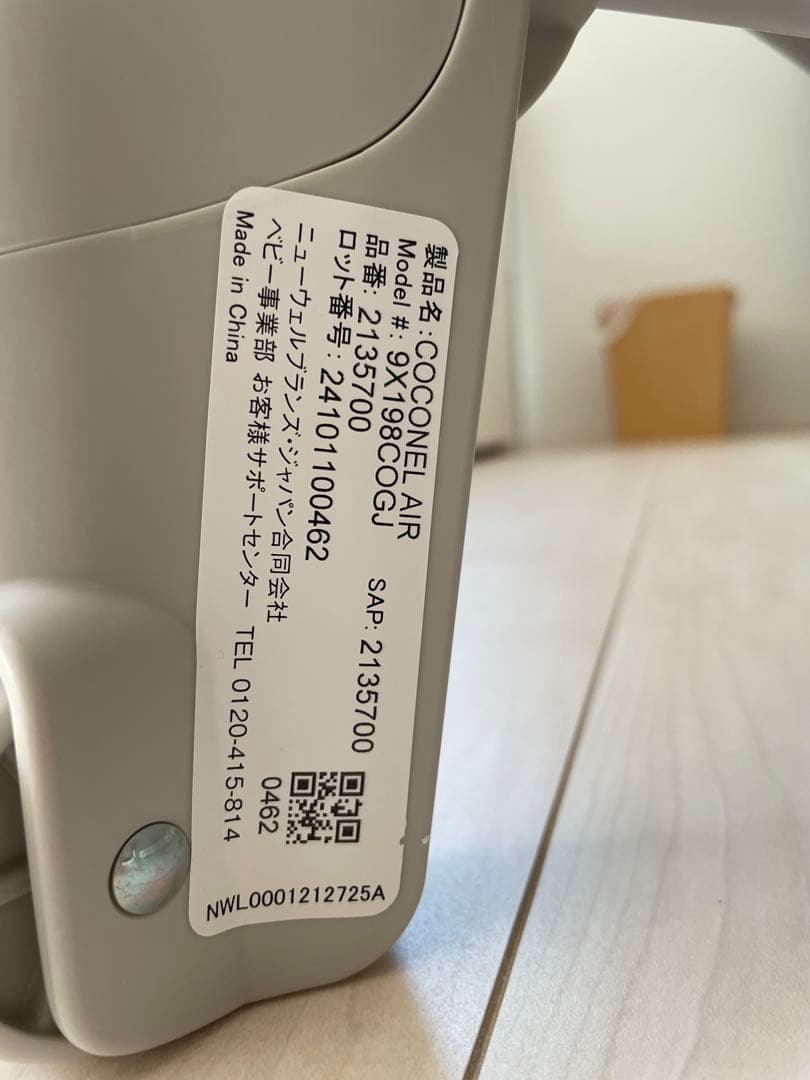 製品名:COCONEL AIR
Model #: 9X198COGJ
品番: 2135700 SAP: 2135700
ロット番号: 24101100462
ニューウェルブランズ・ジャパン合同会社
ベビー事業部 お客様サポートセンター TEL 0120-415-814
Made in China
0462
NWL0001212725A